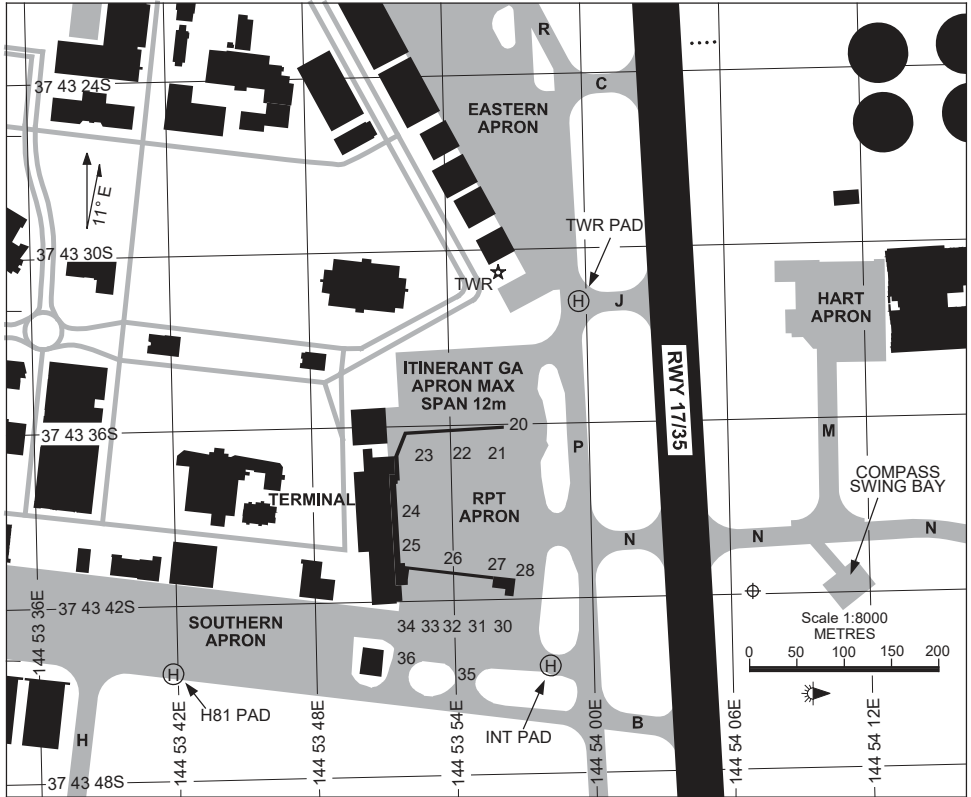 R
C
37 43 24S
EASTERN
APRON
11° E
TWR PAD
37 43 30S
TWR
H
J
HART
APRON
ITINERANT GA
APRON MAX
SPAN 12m
RWY 17/35
20
37 43 36S
23 22 21
P
M
COMPASS
SWING BAY
TERMINAL
24
RPT
APRON
25
26
27
28
N
N
N
144 53 36E
37 43 42S
SOUTHERN
APRON
34 33 32 31 30
Scale 1:8000
METRES
0 50 100 150 200
36
35
H
H
H81 PAD
INT PAD
B
H
144 53 42E
144 53 48E
144 53 54E
144 54 00E
144 54 06E
144 54 12E
37 43 48S